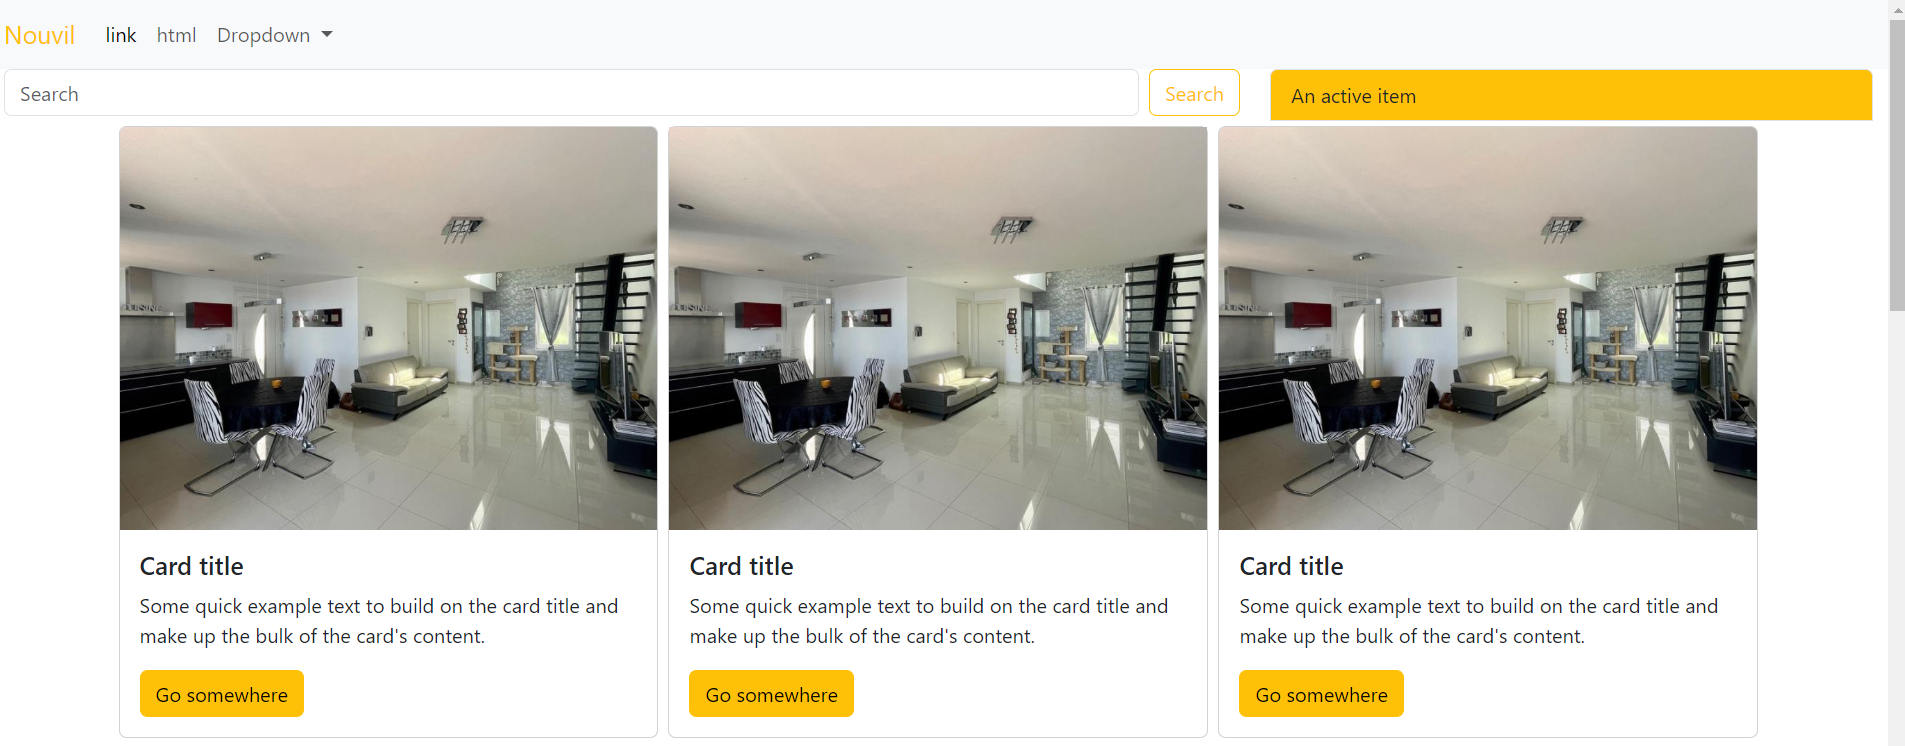 Nouvil link html Dropdown
Search Search An active item
Card title
Some quick example text to build on the card title and
make up the bulk of the card's content.
Go somewhere
Card title
Some quick example text to build on the card title and
make up the bulk of the card's content.
Go somewhere
Card title
Some quick example text to build on the card title and
make up the bulk of the card's content.
Go somewhere